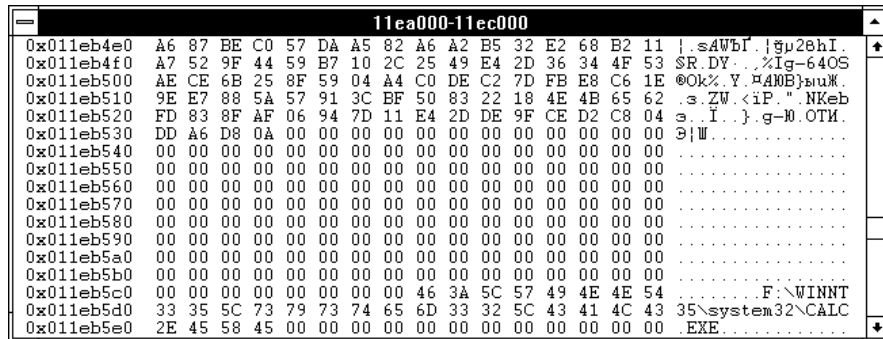 11ea000-11ec000
0x011eb4e0 A6 87 BE C0 57 DA A5 82 A6 A2 B5 32 E2 68 B2 11 ¦.sАWЪҐ.¦ўµ2вhІ.
0x011eb4f0 A7 52 9F 44 59 B7 10 2C 25 49 E4 2D 36 34 4F 53 §R.DY·.,%Iд-64OS
0x011eb500 AE CE 6B 25 8F 59 04 A4 C0 DE C2 7D FB E8 C6 1E ®Оk%.Y.¤АЮВ}ыиЖ.
0x011eb510 9E E7 88 5A 57 91 3C BF 50 83 22 18 4E 4B 65 62 .з.ZW.<їP.".NKeb
0x011eb520 FD 83 8F AF 06 94 7D 11 E4 2D DE 9F CE D2 C8 04 э..Ї..}.д-Ю.ОТИ.
0x011eb530 DD A6 D8 0A 00 00 00 00 00 00 00 00 00 00 00 00 Э¦Ш.............
0x011eb540 00 00 00 00 00 00 00 00 00 00 00 00 00 00 00 00 ................
0x011eb550 00 00 00 00 00 00 00 00 00 00 00 00 00 00 00 00 ................
0x011eb560 00 00 00 00 00 00 00 00 00 00 00 00 00 00 00 00 ................
0x011eb570 00 00 00 00 00 00 00 00 00 00 00 00 00 00 00 00 ................
0x011eb580 00 00 00 00 00 00 00 00 00 00 00 00 00 00 00 00 ................
0x011eb590 00 00 00 00 00 00 00 00 00 00 00 00 00 00 00 00 ................
0x011eb5a0 00 00 00 00 00 00 00 00 00 00 00 00 00 00 00 00 ................
0x011eb5b0 00 00 00 00 00 00 00 00 00 00 00 00 00 00 00 00 ................
0x011eb5c0 00 00 00 00 00 00 00 00 46 3A 5C 57 49 4E 4E 54 ........F:\WINNT
0x011eb5d0 33 35 5C 73 79 73 74 65 6D 33 32 5C 43 41 4C 43 35\system32\CALC
0x011eb5e0 2E 45 58 45 00 00 00 00 00 00 00 00 00 00 00 00 .EXE............